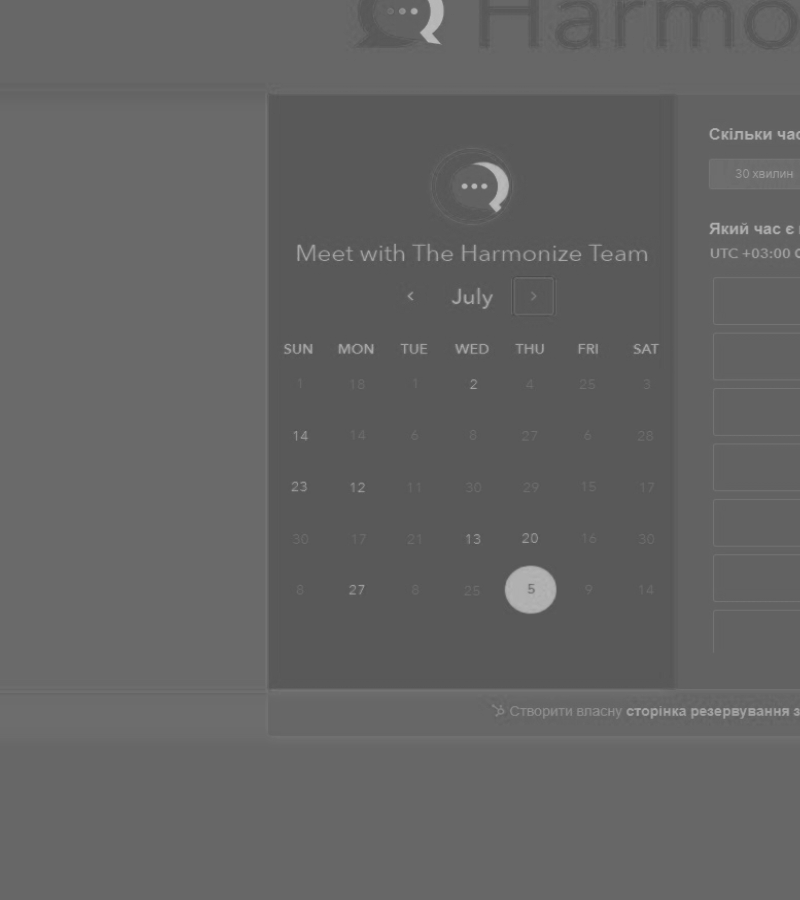 Harmo
Скільки час
30 хвилин
Meet with The Harmonize Team
Який час є
UTC +03:00
July
SUN MON TUE WED THU FRI SAT
1 18 1 2 4 25 3
14 14 6 8 27 6 28
23 12 11 30 29 15 17
30 17 21 13 20 16 30
8 27 8 25 5 9 14
Створити власну сторінка резервування з